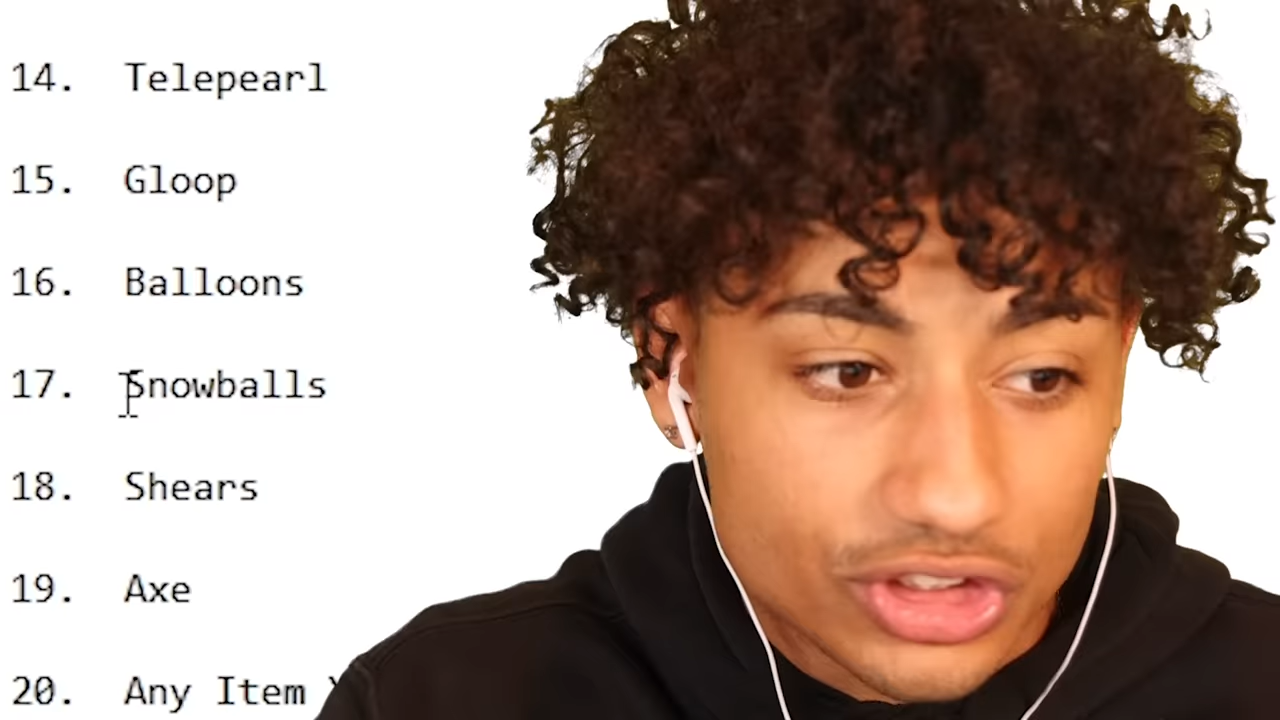 14. Telepearl
15. Gloop
16. Balloons
17. Snowballs
18. Shears
19. Axe
20. Any Item